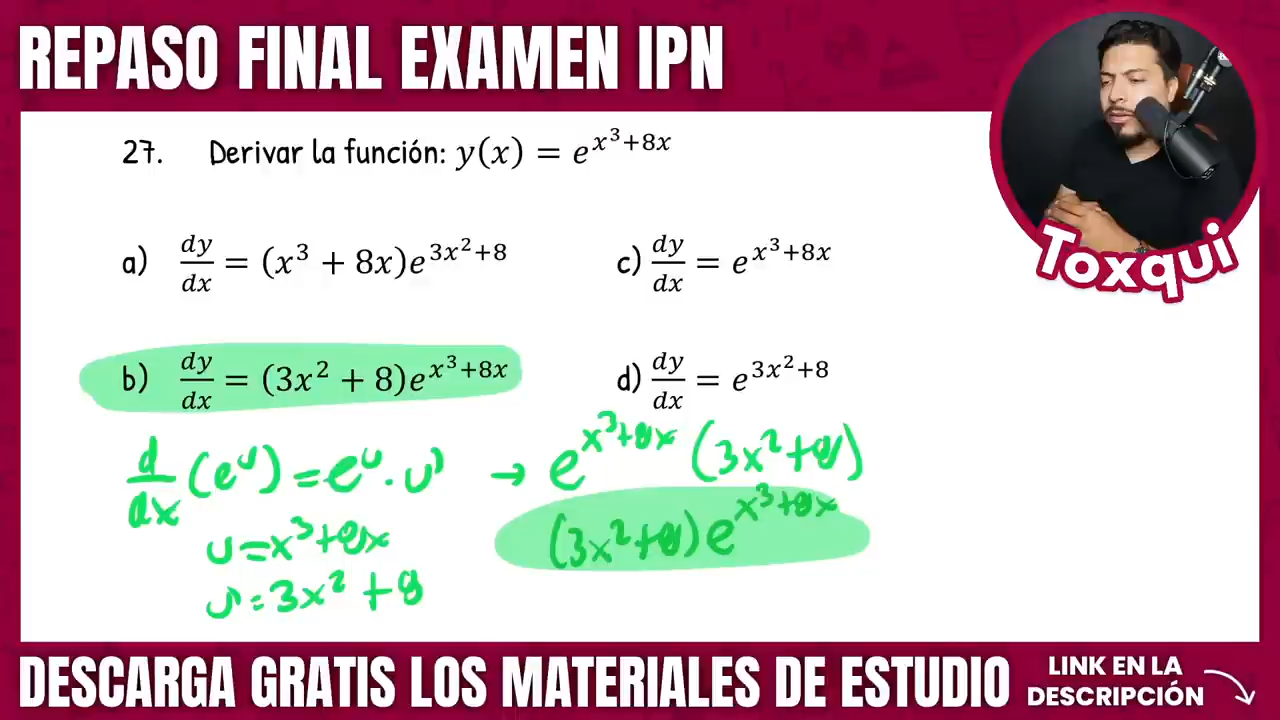 REPASO FINAL EXAMEN IPN
27. Derivar la función: y(x) = e^{x^3+8x}
a) dy/dx = (x^3 + 8x)e^{3x^2+8}
c) dy/dx = e^{x^3+8x}
b) dy/dx = (3x^2 + 8)e^{x^3+8x}
d) dy/dx = e^{3x^2+8}
d/dx (e^u) = e^u · u' → e^{x^3+8x} (3x^2+8)
u = x^3+8x
(3x^2+8) e^{x^3+8x}
u' = 3x^2 + 8
Toxqui
DESCARGA GRATIS LOS MATERIALES DE ESTUDIO
LINK EN LA
DESCRIPCIÓN